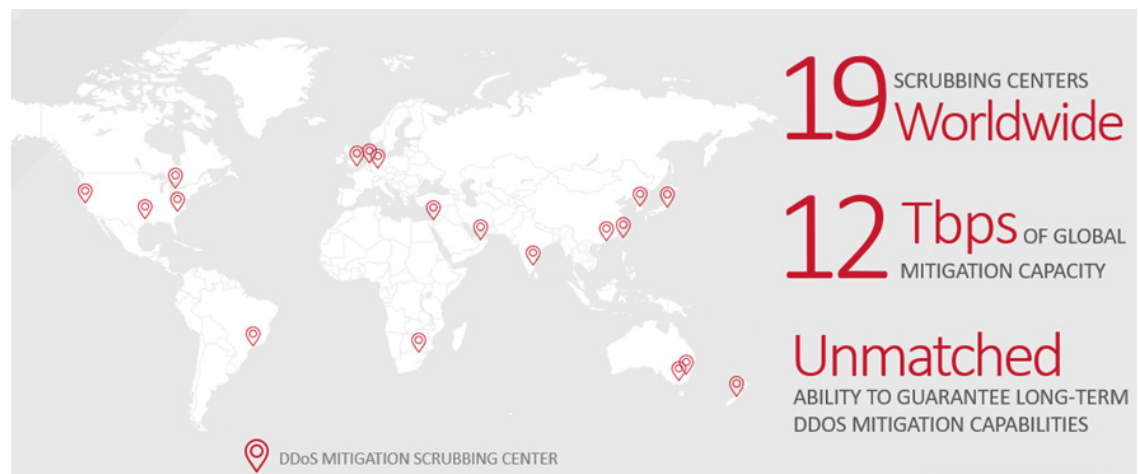 19 SCRUBBING CENTERS
Worldwide
12 Tbps OF GLOBAL
MITIGATION CAPACITY
Unmatched
ABILITY TO GUARANTEE LONG-TERM
DDOS MITIGATION CAPABILITIES
DDoS MITIGATION SCRUBBING CENTER